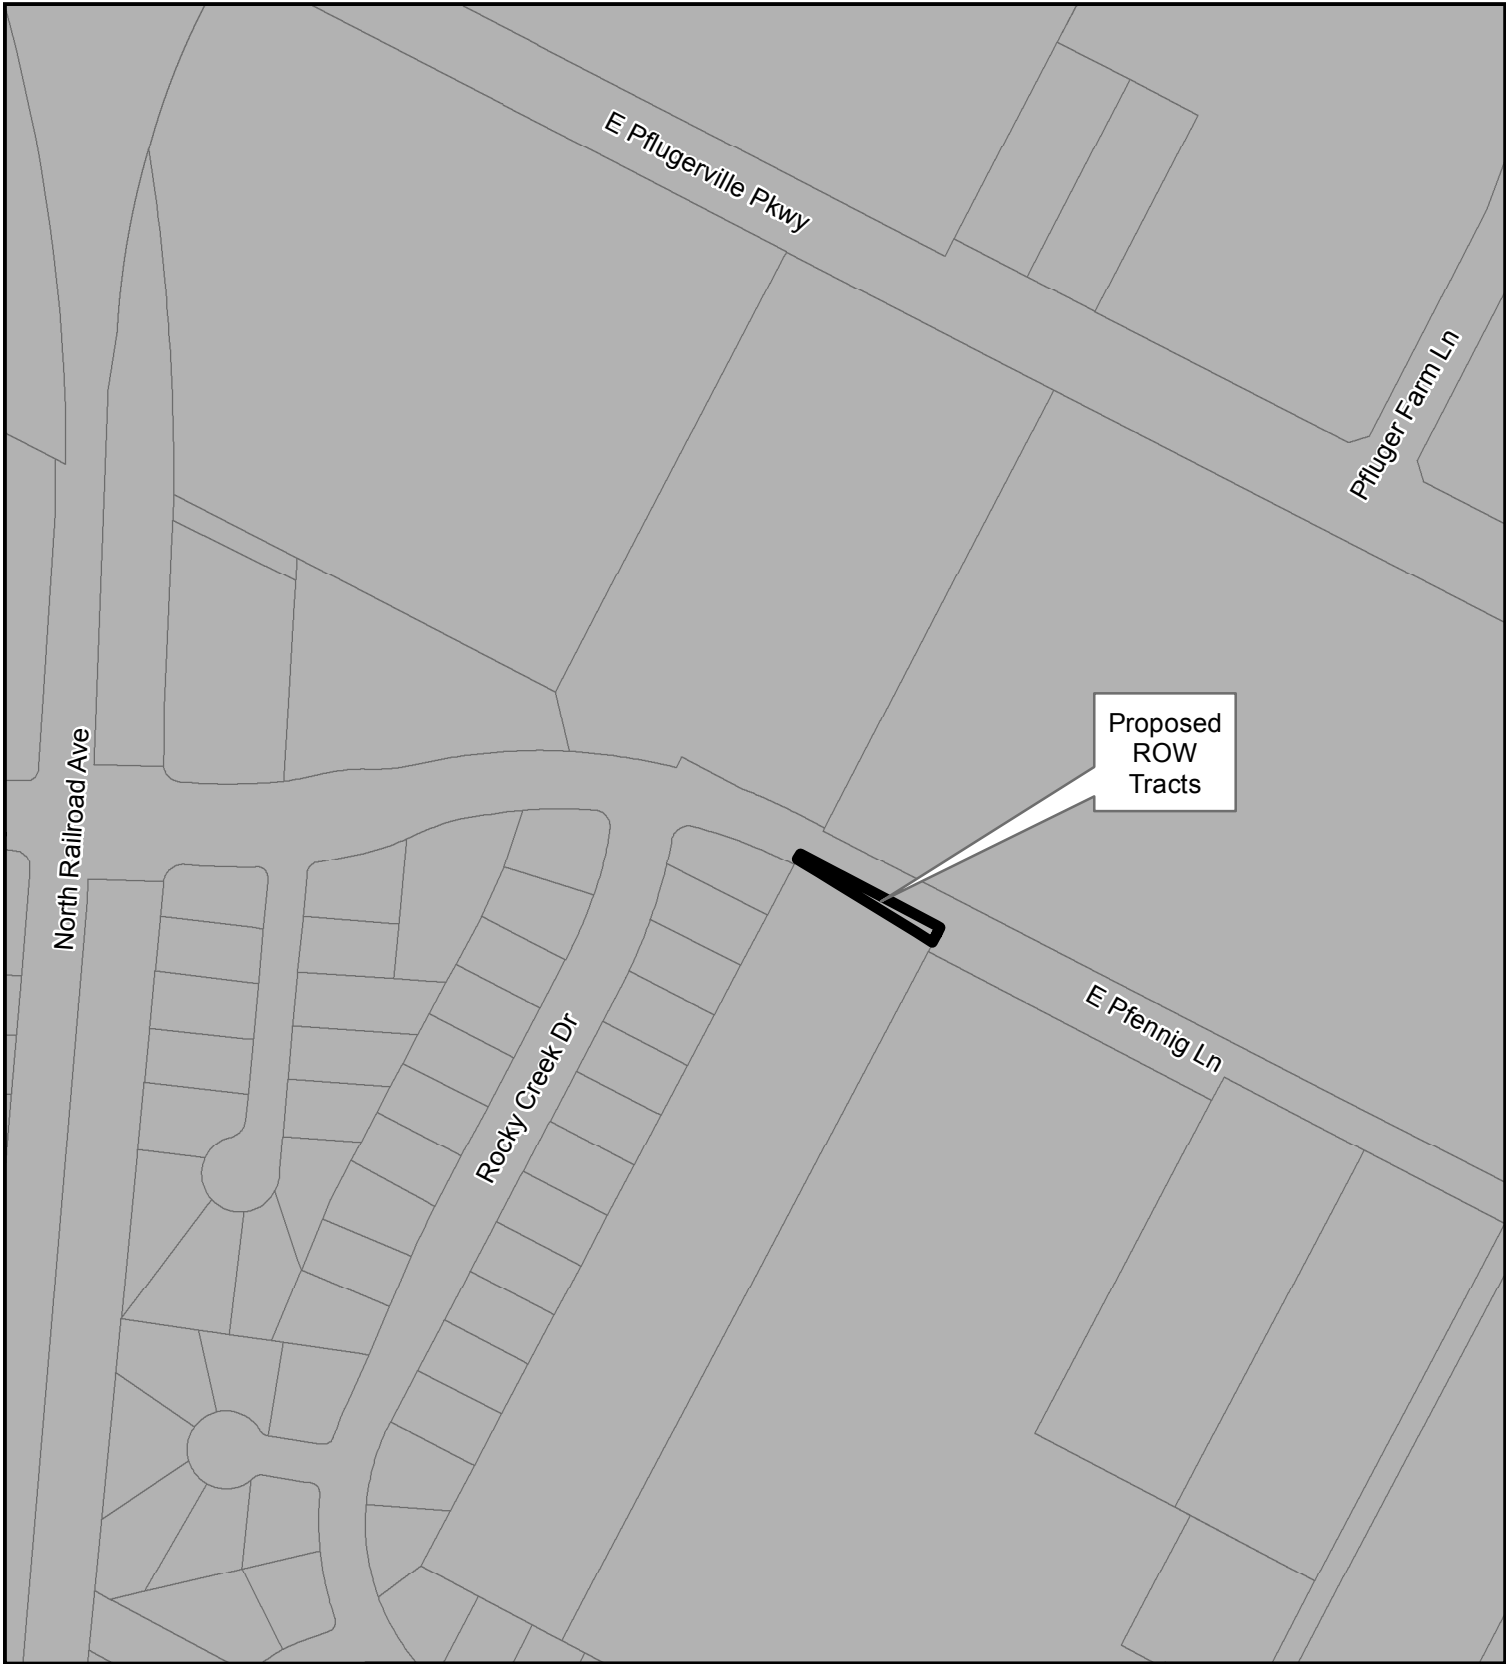 E Pflugerville Pkwy
Pfluger Farm Ln
Proposed
ROW
Tracts
North Railroad Ave
E Pfennig Ln
Rocky Creek Dr